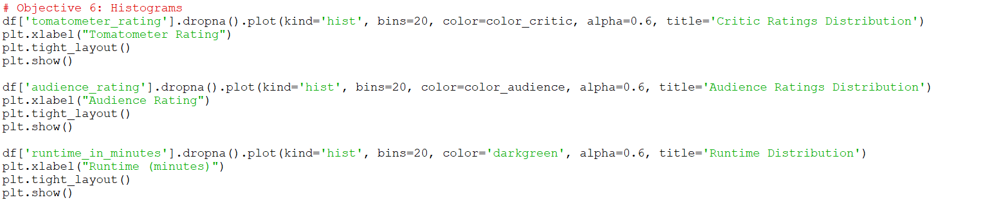 # Objective 6: Histograms
df['tomatometer_rating'].dropna().plot(kind='hist', bins=20, color=color_critic, alpha=0.6, title='Critic Ratings Distribution')
plt.xlabel("Tomatometer Rating")
plt.tight_layout()
plt.show()

df['audience_rating'].dropna().plot(kind='hist', bins=20, color=color_audience, alpha=0.6, title='Audience Ratings Distribution')
plt.xlabel("Audience Rating")
plt.tight_layout()
plt.show()

df['runtime_in_minutes'].dropna().plot(kind='hist', bins=20, color='darkgreen', alpha=0.6, title='Runtime Distribution')
plt.xlabel("Runtime (minutes)")
plt.tight_layout()
plt.show()